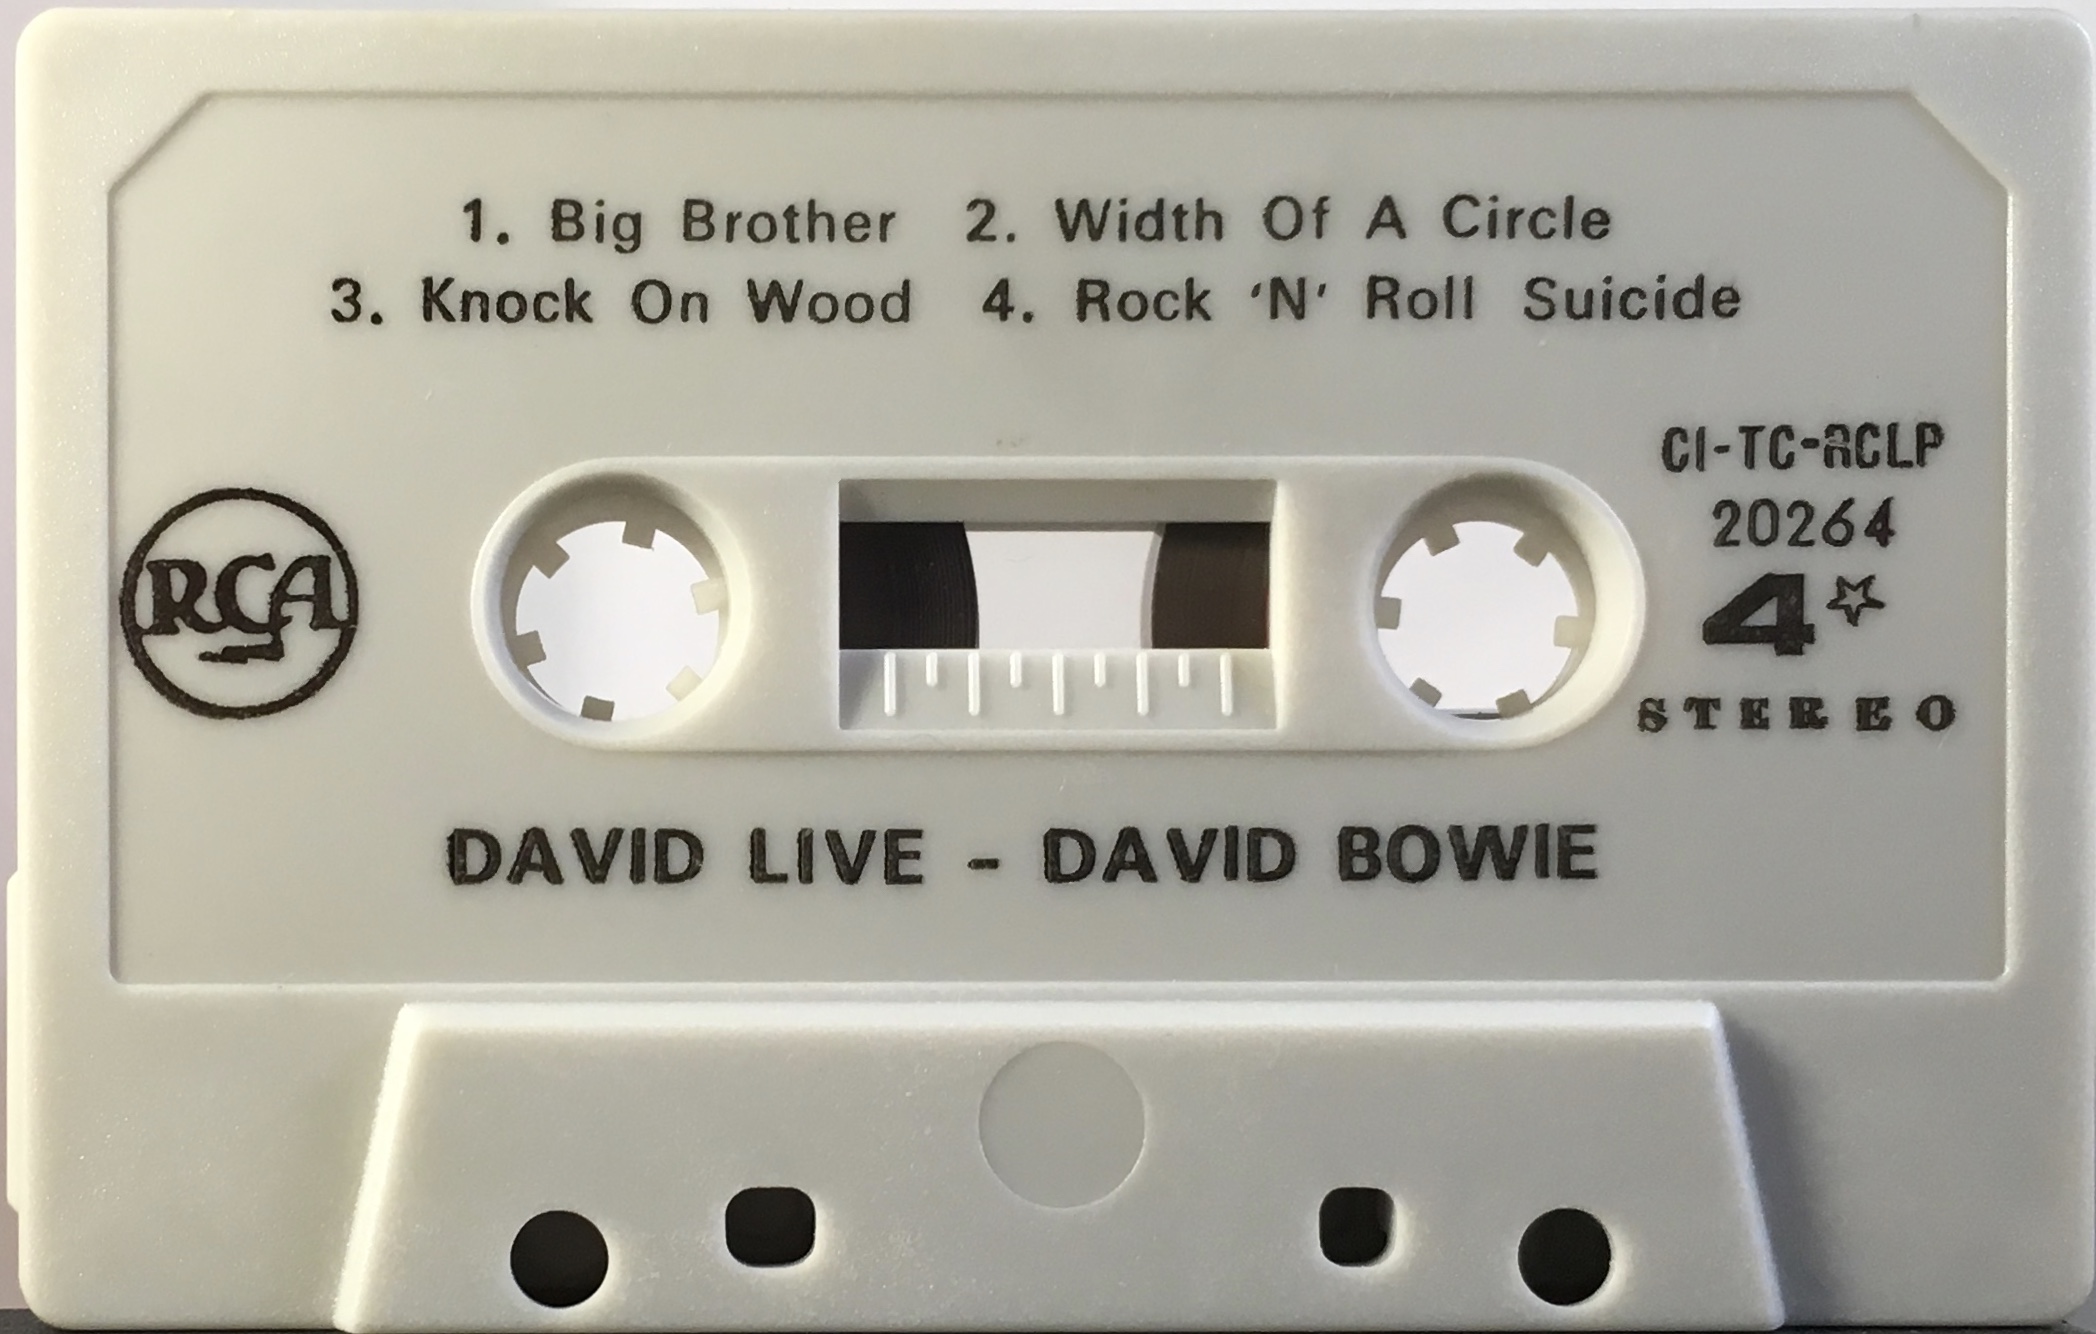 1. Big Brother 2. Width Of A Circle
3. Knock On Wood 4. Rock 'N' Roll Suicide
CI-TC-RCLP
20264
4
RCA
STEREO
DAVID LIVE - DAVID BOWIE